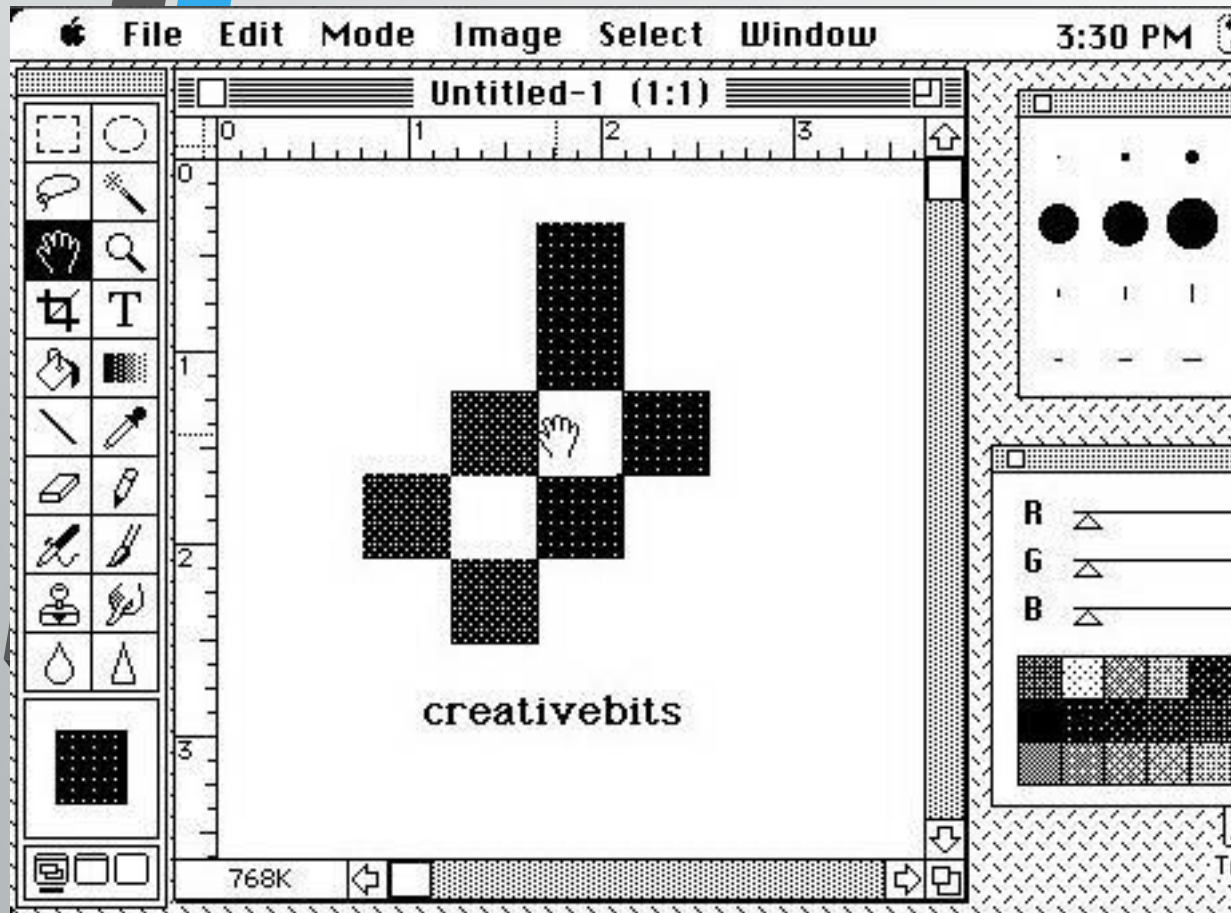 File Edit Mode Image Select Window 3:30 PM
Untitled-1 (1:1)
0 1 2 3
0
1
2
3
T
R
G
B
creativebits
768K